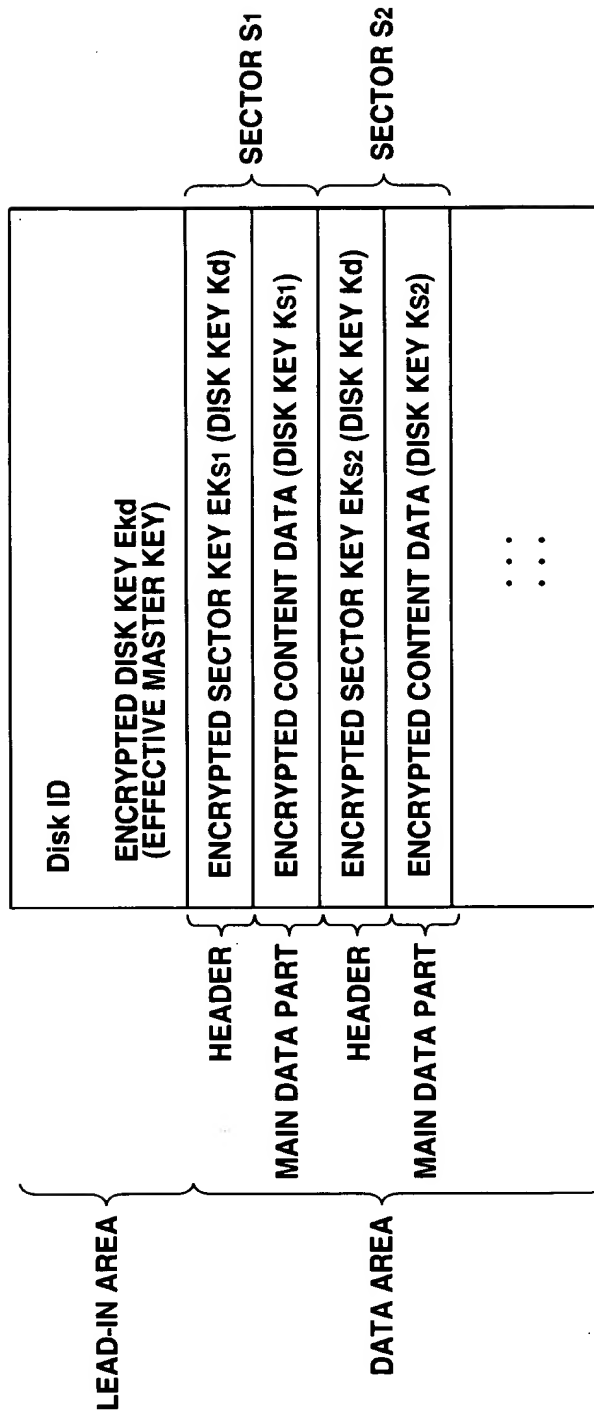 LEAD-IN AREA
DATA AREA
HEADER
MAIN DATA PART
HEADER
MAIN DATA PART
Disk ID
ENCRYPTED DISK KEY Ekd
(EFFECTIVE MASTER KEY)
ENCRYPTED SECTOR KEY EKS1 (DISK KEY Kd)
ENCRYPTED CONTENT DATA (DISK KEY KS1)
ENCRYPTED SECTOR KEY EKS2 (DISK KEY Kd)
ENCRYPTED CONTENT DATA (DISK KEY KS2)
SECTOR S1
SECTOR S2